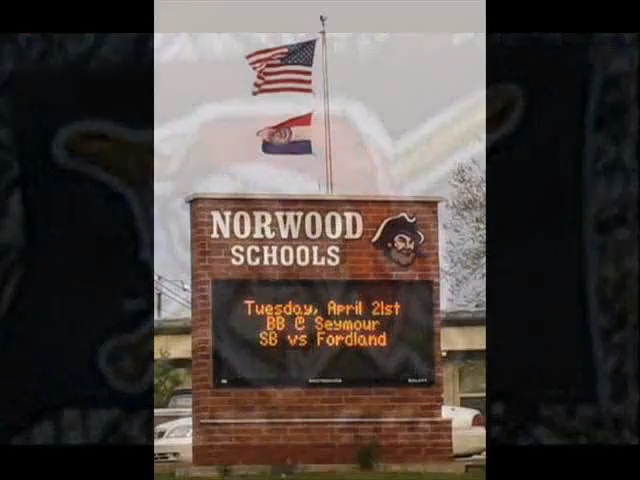 NORWOOD
SCHOOLS
Tuesday, April 21st
BB @ Seymour
SB vs Fordland